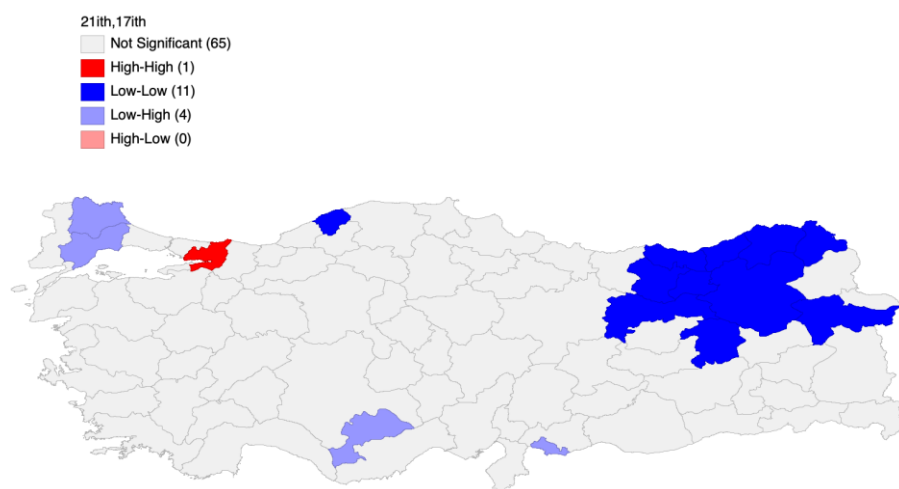 21ith,17ith
Not Significant (65)
High-High (1)
Low-Low (11)
Low-High (4)
High-Low (0)